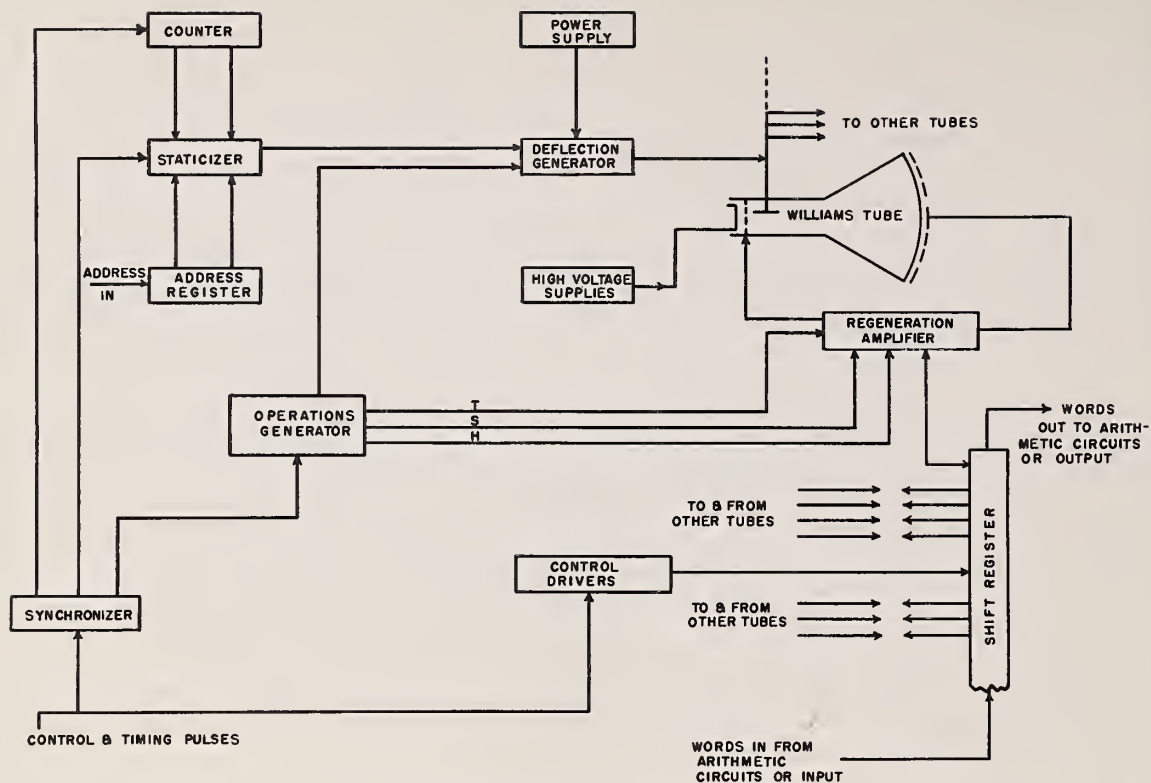 COUNTER
POWER
SUPPLY
TO OTHER TUBES
STATICIZER
DEFLECTION
GENERATOR
WILLIAMS TUBE
ADDRESS
IN
ADDRESS
REGISTER
HIGH VOLTAGE
SUPPLIES
REGENERATION
AMPLIFIER
OPERATIONS
GENERATOR
T
S
H
WORDS
OUT TO ARITH-
METIC CIRCUITS
OR OUTPUT
TO & FROM
OTHER TUBES
SHIFT REGISTER
CONTROL
DRIVERS
TO & FROM
OTHER TUBES
SYNCHRONIZER
CONTROL & TIMING PULSES
WORDS IN FROM
ARITHMETIC
CIRCUITS OR INPUT